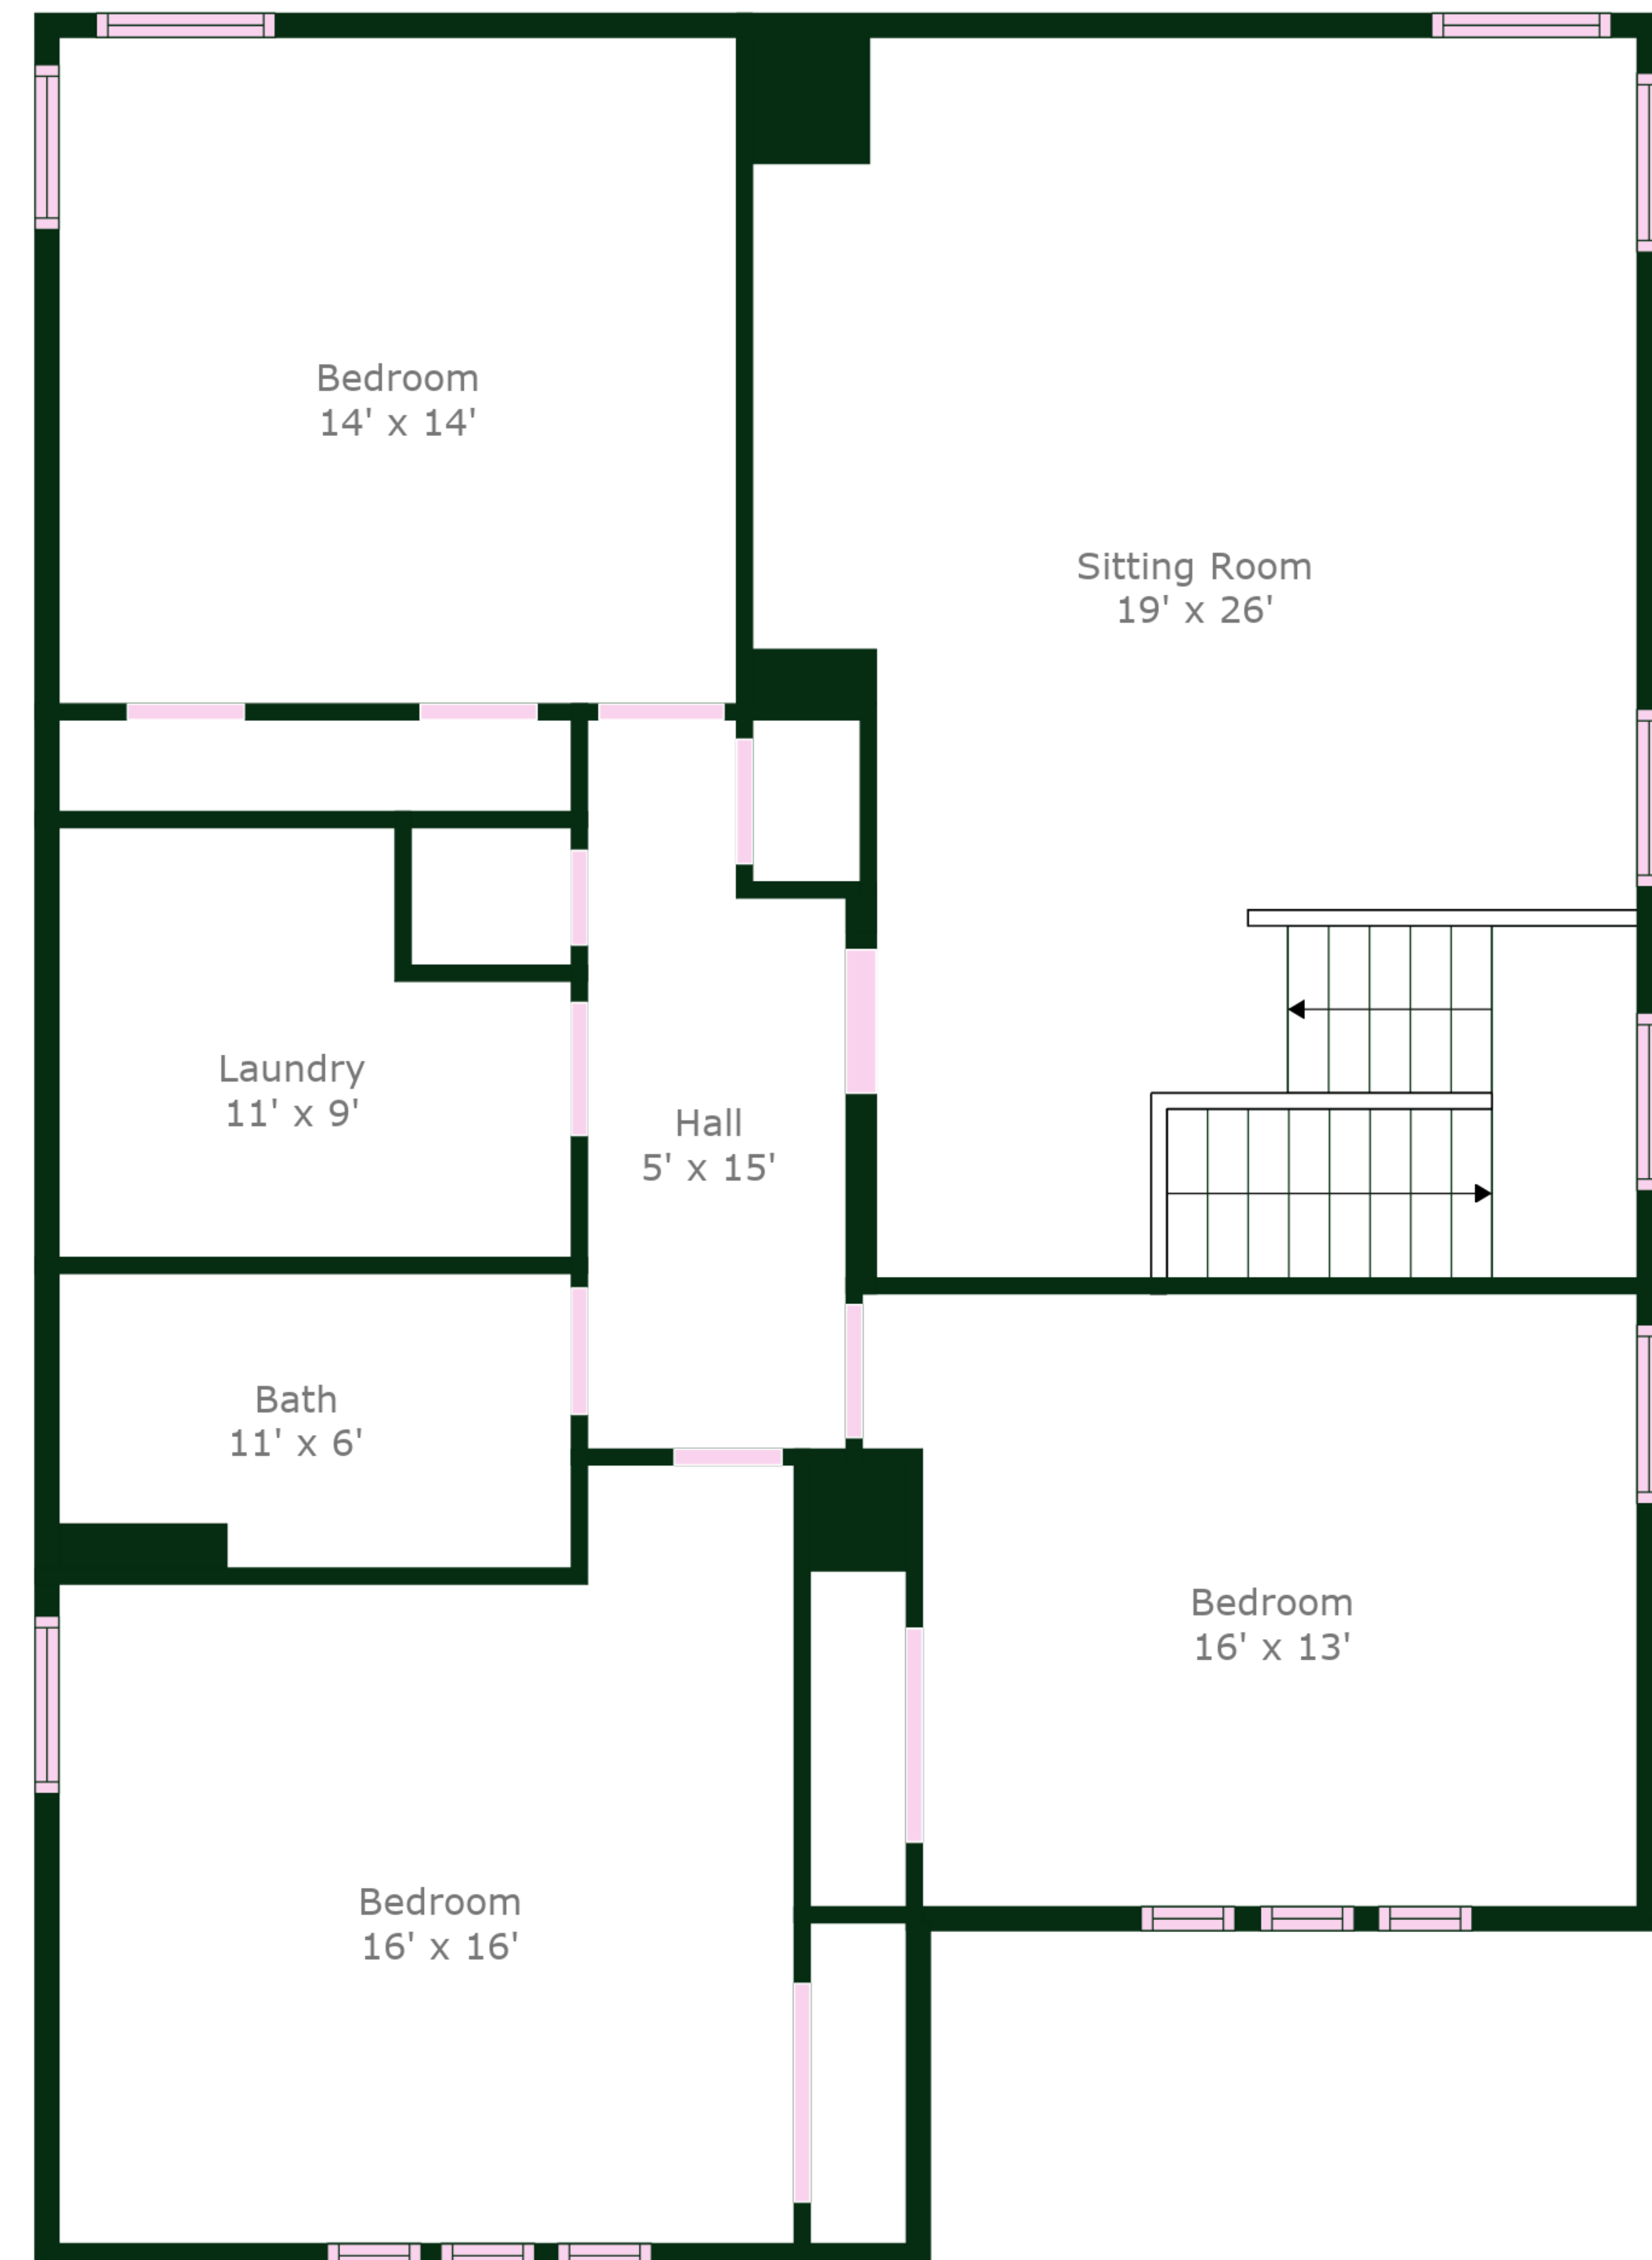 Bedroom
14' x 14'
Sitting Room
19' x 26'
Laundry
11' x 9'
Hall
5' x 15'
Bath
11' x 6'
Bedroom
16' x 13'
Bedroom
16' x 16'